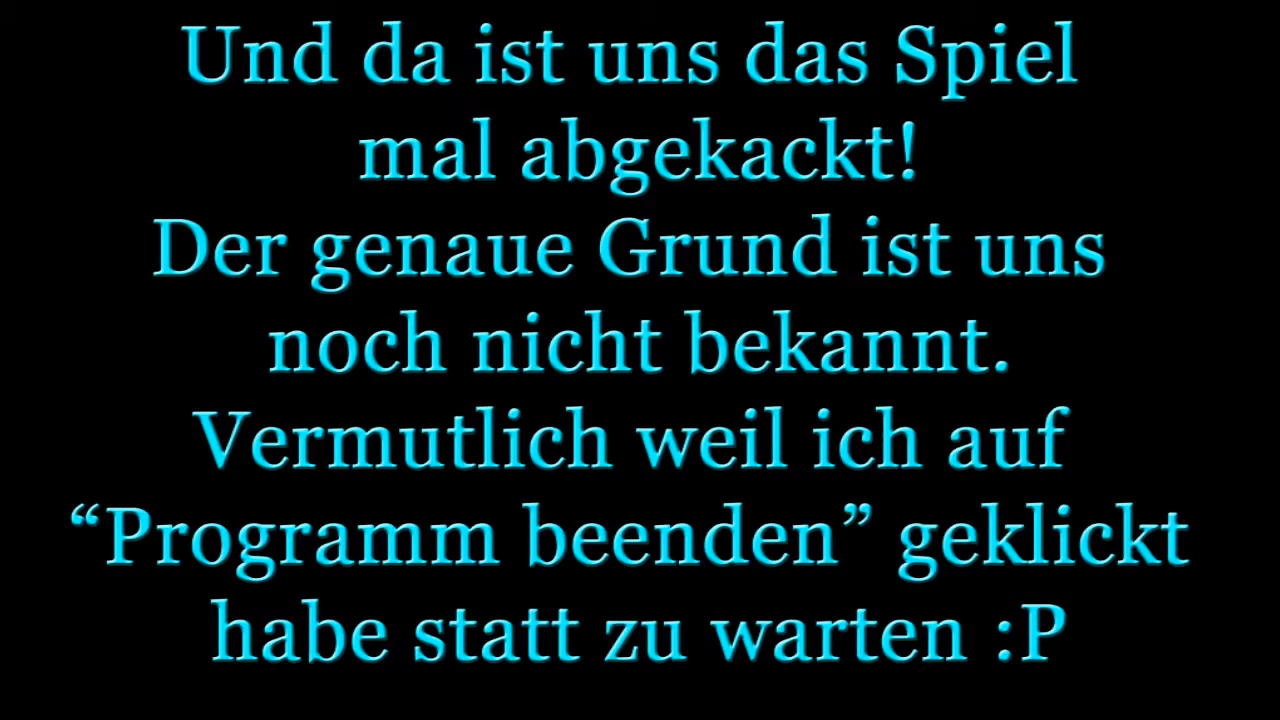 Und da ist uns das Spiel
mal abgekackt!
Der genaue Grund ist uns
noch nicht bekannt.
Vermutlich weil ich auf
“Programm beenden” geklickt
habe statt zu warten :P